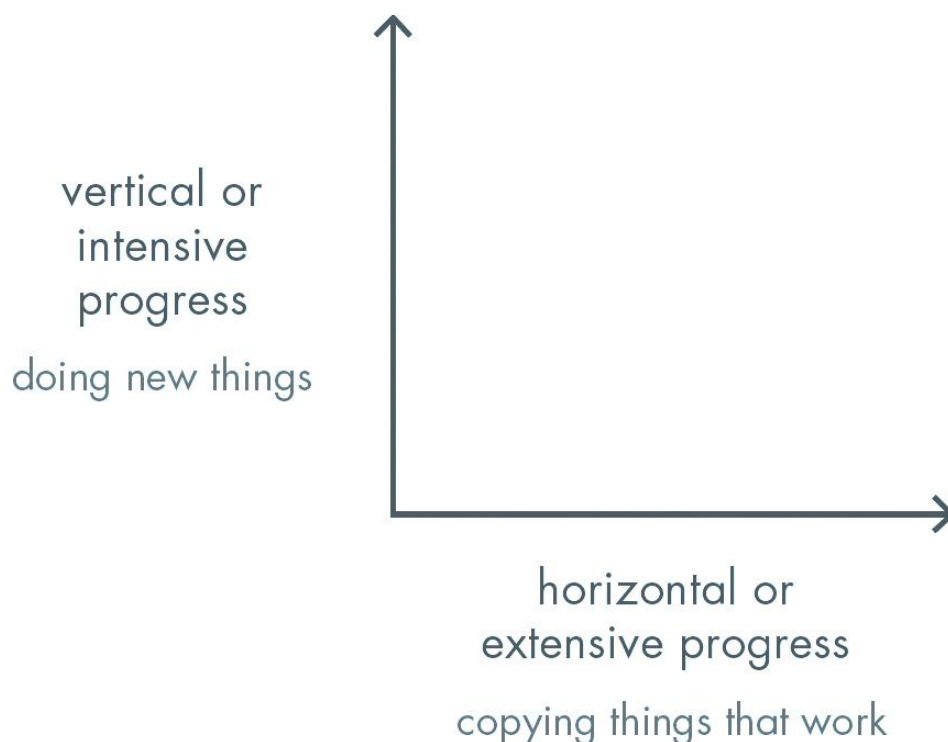 vertical or
intensive
progress
doing new things
horizontal or
extensive progress
copying things that work